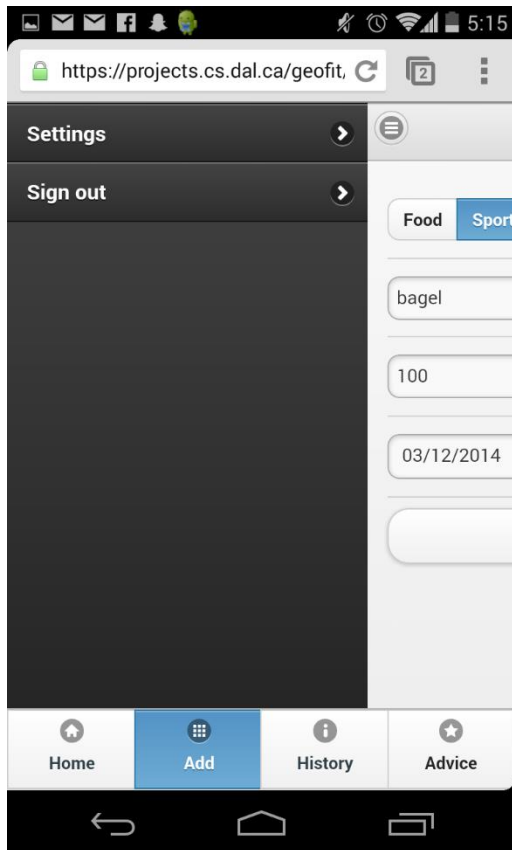 5:15
https://projects.cs.dal.ca/geofit,
2
Settings
Sign out
Food Sport
bagel
100
03/12/2014
Home Add History Advice